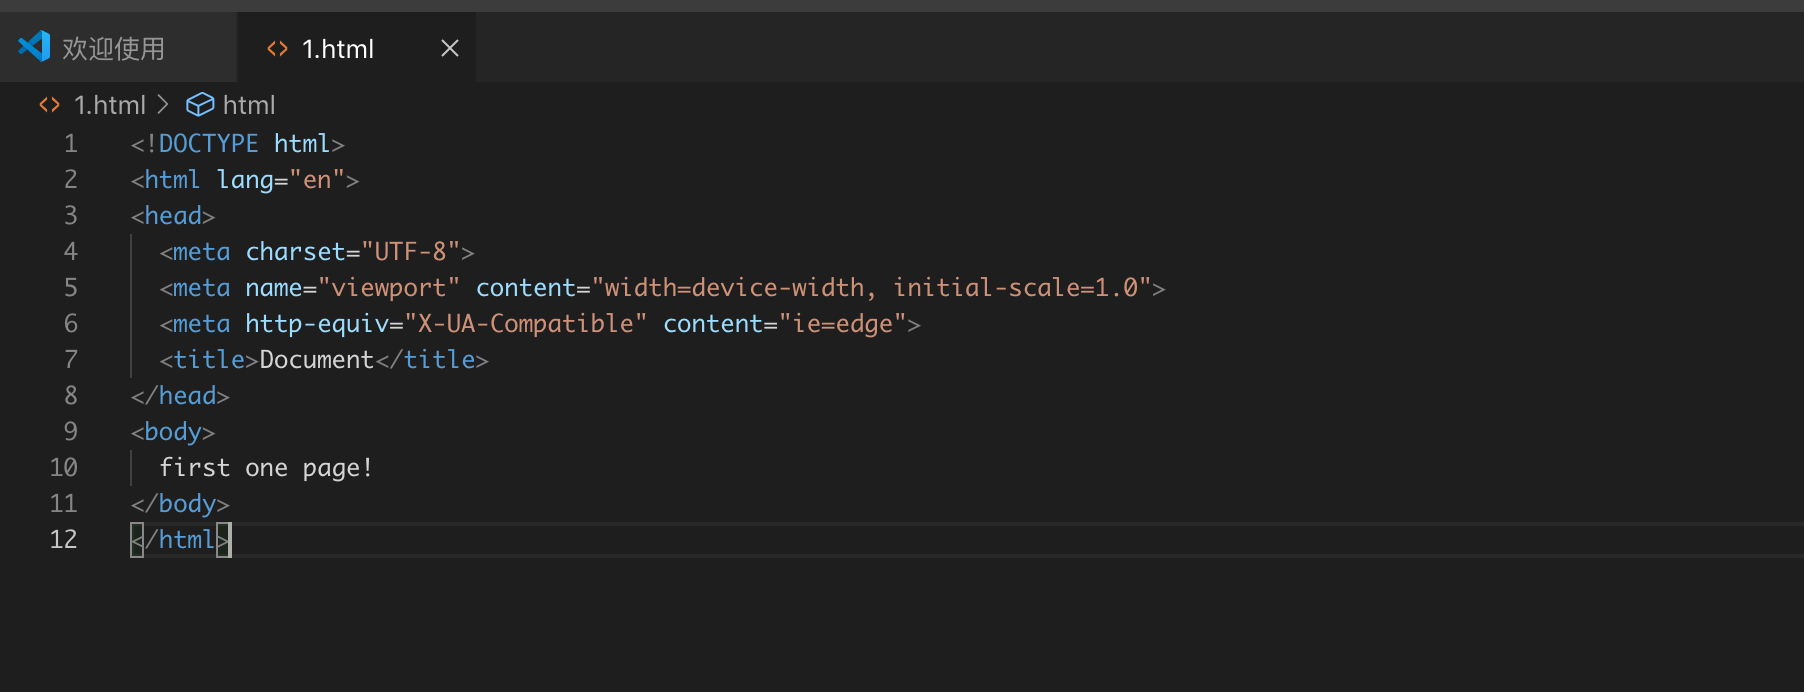 欢迎使用 1.html
1.html > html
1 <!DOCTYPE html>
2 <html lang="en">
3 <head>
4   <meta charset="UTF-8">
5   <meta name="viewport" content="width=device-width, initial-scale=1.0">
6   <meta http-equiv="X-UA-Compatible" content="ie=edge">
7   <title>Document</title>
8 </head>
9 <body>
10   first one page!
11 </body>
12 </html>